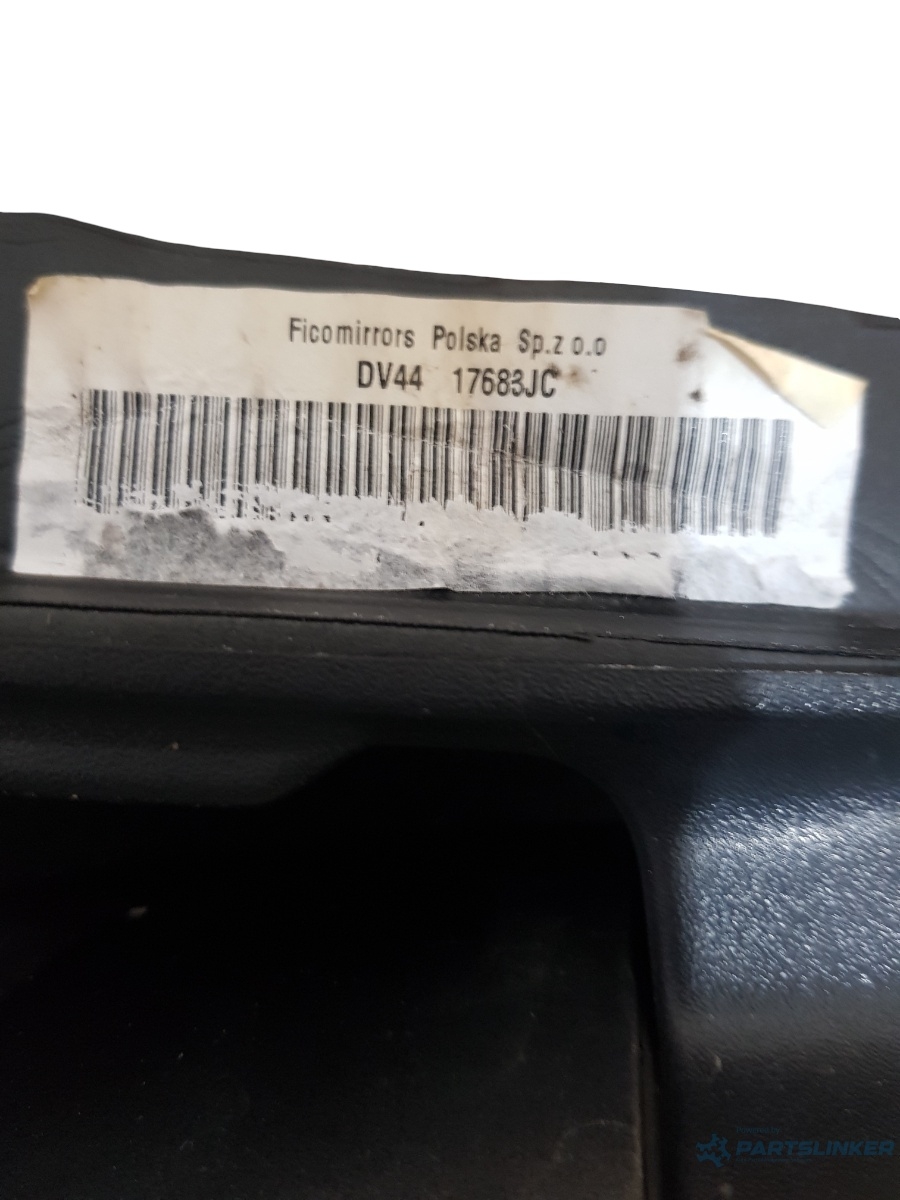 Ficomirrors Polska Sp.z o.o
DV44 17683JC
PARTSLINKER